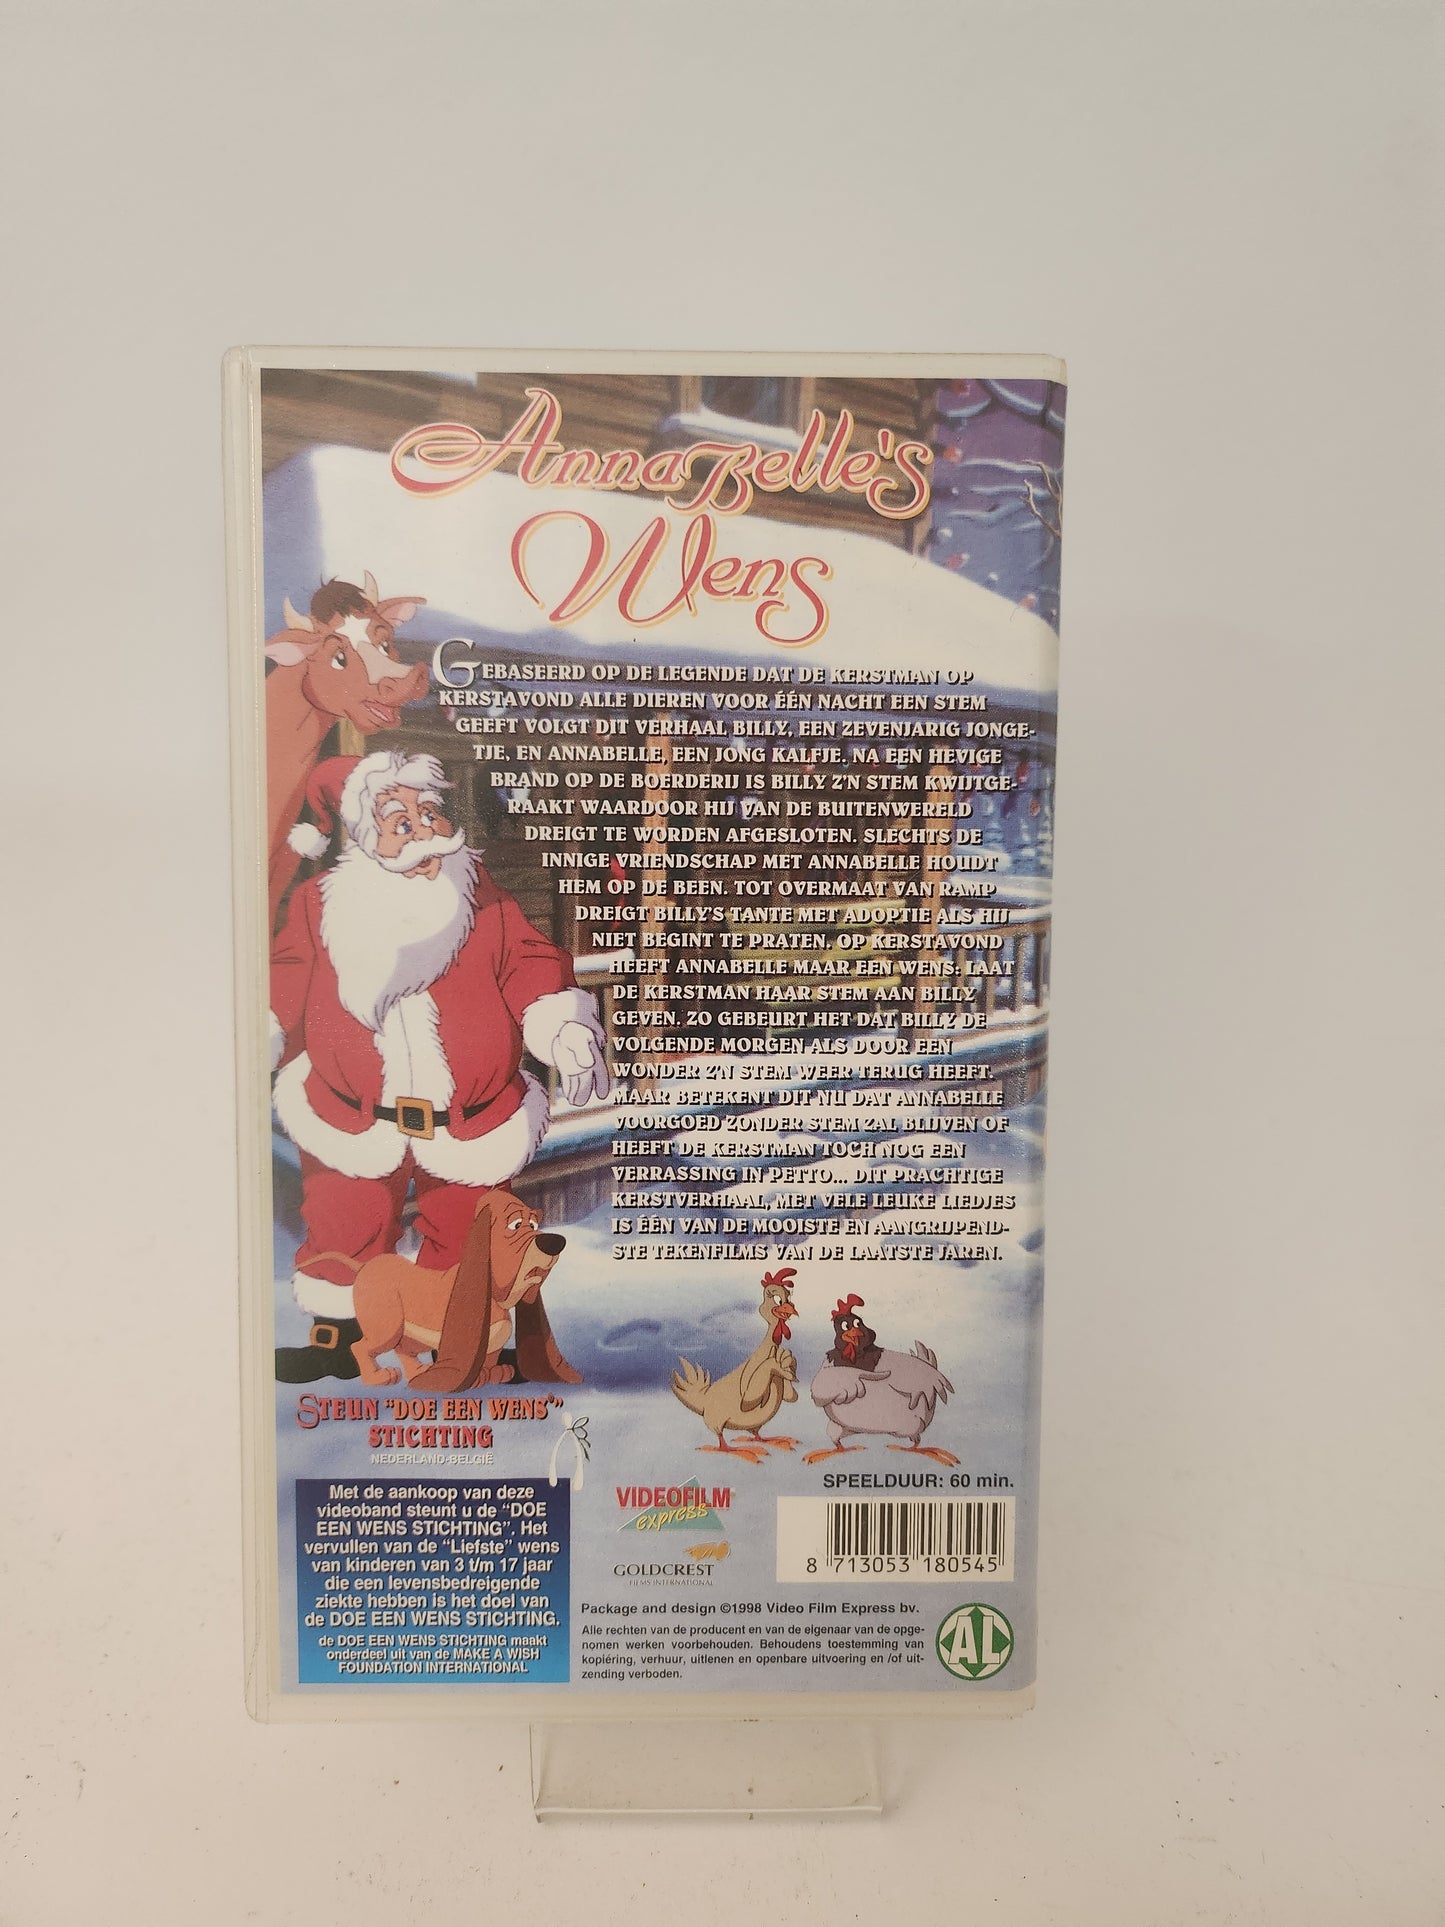 AnnaBelle's
Wens
GEBASEERD OP DE LEGENDE DAT DE KERSTMAN OP
KERSTAVOND ALLE DIEREN VOOR ÉÉN NACHT EEN STEM
GEEFT VOLGT DIT VERHAAL BILLY, EEN ZEVENJARIG JONGE-
TJE, EN ANNABELLE, EEN JONG KALFJE. NA EEN HEVIGE
BRAND OP DE BOERDERIJ IS BILLY Z'N STEM KWIJTGE-
RAAKT WAARDOOR HIJ VAN DE BUITENWERELD
DREIGT TE WORDEN AFGESLOTEN. SLECHTS DE
INNIGE VRIENDSCHAP MET ANNABELLE HOUDT
HEM OP DE BEEN. TOT OVERMAAT VAN RAMP
DREIGT BILLY'S TANTE MET ADOPTIE ALS HIJ
NIET BEGINT TE PRATEN. OP KERSTAVOND
HEEFT ANNABELLE MAAR EEN WENS: LAAT
DE KERSTMAN HAAR STEM AAN BILLY
GEVEN. ZO GEBEURT HET DAT BILLY DE
VOLGENDE MORGEN ALS DOOR EEN
WONDER Z'N STEM WEER TERUG HEEFT.
MAAR BETEKENT DIT NU DAT ANNABELLE
VOORGOED ZONDER STEM ZAL BLIJVEN OF
HEEFT DE KERSTMAN TOCH NOG EEN
VERRASSING IN PETTO... DIT PRACHTIGE
KERSTVERHAAL, MET VELE LEUKE LIEDJES
IS ÉÉN VAN DE MOOISTE EN AANGRIJPEND-
STE TEKENFILMS VAN DE LAATSTE JAREN.
STEUN "DOE EEN WENS®"
STICHTING
NEDERLAND-BELGIË
Met de aankoop van deze
videoband steunt u de "DOE
EEN WENS STICHTING". Het
vervullen van de "Liefste" wens
van kinderen van 3 t/m 17 jaar
die een levensbedreigende
ziekte hebben is het doel van
de DOE EEN WENS STICHTING.
de DOE EEN WENS STICHTING maakt
onderdeel uit van de MAKE A WISH
FOUNDATION INTERNATIONAL
VIDEOFILM
express
GOLDCREST
FILMS INTERNATIONAL
SPEELDUUR: 60 min.
8 713053 180545
Package and design ©1998 Video Film Express bv.
Alle rechten van de producent en van de eigenaar van de opge-
nomen werken voorbehouden. Behoudens toestemming van
kopiéring, verhuur, uitlenen en openbare uitvoering en /of uit-
zending verboden.
AL